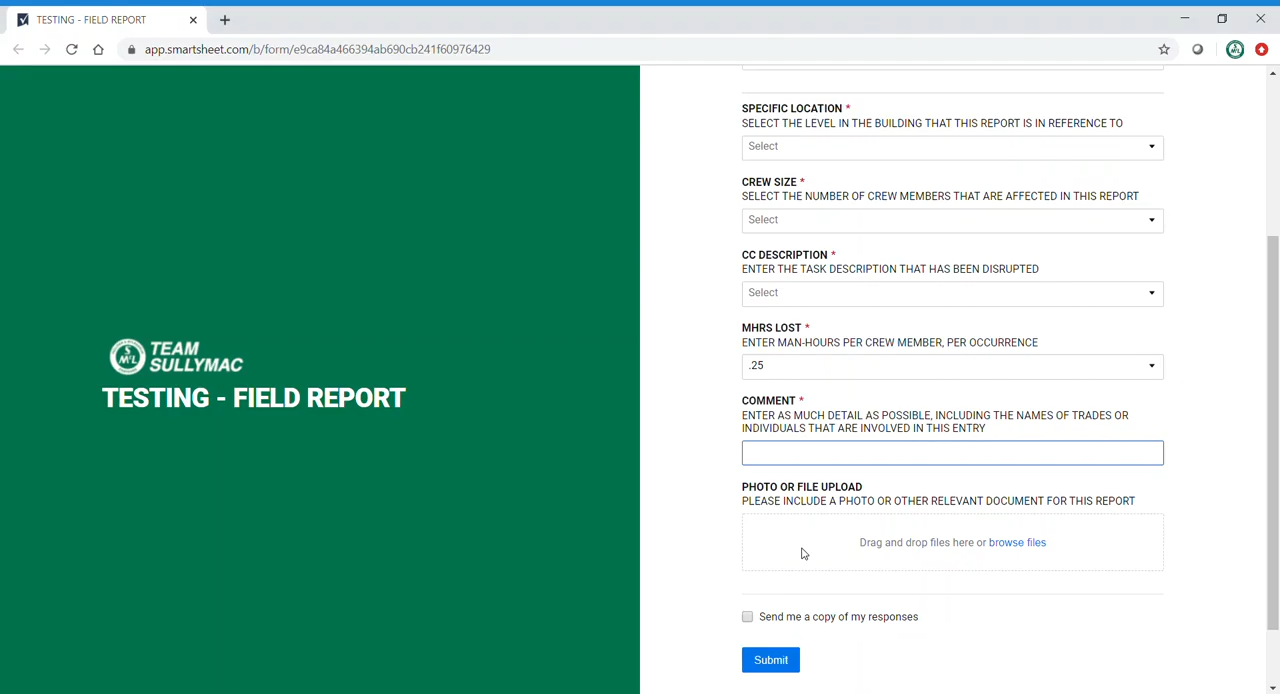 TESTING - FIELD REPORT
app.smartsheet.com/b/form/e9ca84a466394ab690cb241f60976429
SPECIFIC LOCATION *
SELECT THE LEVEL IN THE BUILDING THAT THIS REPORT IS IN REFERENCE TO
Select
CREW SIZE *
SELECT THE NUMBER OF CREW MEMBERS THAT ARE AFFECTED IN THIS REPORT
Select
CC DESCRIPTION *
ENTER THE TASK DESCRIPTION THAT HAS BEEN DISRUPTED
Select
MHRS LOST *
ENTER MAN-HOURS PER CREW MEMBER, PER OCCURRENCE
.25
COMMENT *
ENTER AS MUCH DETAIL AS POSSIBLE, INCLUDING THE NAMES OF TRADES OR
INDIVIDUALS THAT ARE INVOLVED IN THIS ENTRY
PHOTO OR FILE UPLOAD
PLEASE INCLUDE A PHOTO OR OTHER RELEVANT DOCUMENT FOR THIS REPORT
Drag and drop files here or browse files
Send me a copy of my responses
Submit
TEAM
SULLYMAC
TESTING - FIELD REPORT